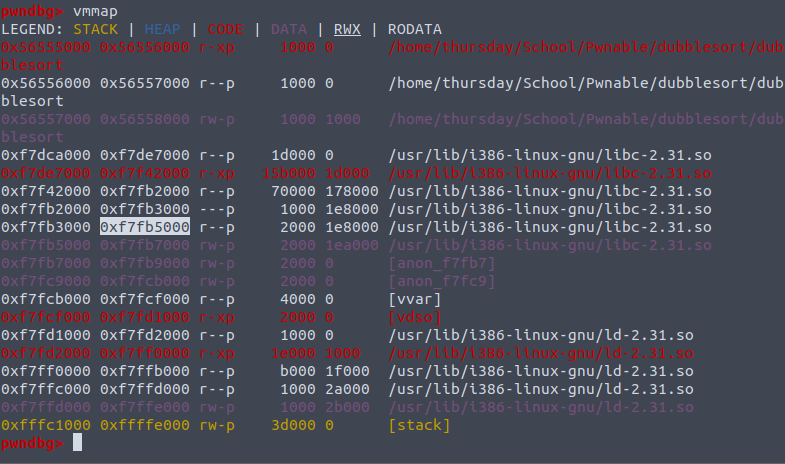 pwndbg> vmmap
LEGEND: STACK | HEAP | CODE | DATA | RWX | RODATA
0x56555000 0x56556000 r-xp     1000 0      /home/thursday/School/Pwnable/dubblesort/dub
blesort
0x56556000 0x56557000 r--p     1000 0      /home/thursday/School/Pwnable/dubblesort/dub
blesort
0x56557000 0x56558000 rw-p     1000 1000   /home/thursday/School/Pwnable/dubblesort/dub
blesort
0xf7dca000 0xf7de7000 r--p    1d000 0      /usr/lib/i386-linux-gnu/libc-2.31.so
0xf7de7000 0xf7f42000 r-xp   15b000 1d000  /usr/lib/i386-linux-gnu/libc-2.31.so
0xf7f42000 0xf7fb2000 r--p    70000 178000 /usr/lib/i386-linux-gnu/libc-2.31.so
0xf7fb2000 0xf7fb3000 ---p     1000 1e8000 /usr/lib/i386-linux-gnu/libc-2.31.so
0xf7fb3000 0xf7fb5000 r--p     2000 1e8000 /usr/lib/i386-linux-gnu/libc-2.31.so
0xf7fb5000 0xf7fb7000 rw-p     2000 1ea000 /usr/lib/i386-linux-gnu/libc-2.31.so
0xf7fb7000 0xf7fb9000 rw-p     2000 0      [anon_f7fb7]
0xf7fc9000 0xf7fcb000 rw-p     2000 0      [anon_f7fc9]
0xf7fcb000 0xf7fcf000 r--p     4000 0      [vvar]
0xf7fcf000 0xf7fd1000 r-xp     2000 0      [vdso]
0xf7fd1000 0xf7fd2000 r--p     1000 0      /usr/lib/i386-linux-gnu/ld-2.31.so
0xf7fd2000 0xf7ff0000 r-xp    1e000 1000   /usr/lib/i386-linux-gnu/ld-2.31.so
0xf7ff0000 0xf7ffb000 r--p     b000 1f000  /usr/lib/i386-linux-gnu/ld-2.31.so
0xf7ffc000 0xf7ffd000 r--p     1000 2a000  /usr/lib/i386-linux-gnu/ld-2.31.so
0xf7ffd000 0xf7ffe000 rw-p     1000 2b000  /usr/lib/i386-linux-gnu/ld-2.31.so
0xfffc1000 0xffffe000 rw-p    3d000 0      [stack]
pwndbg>